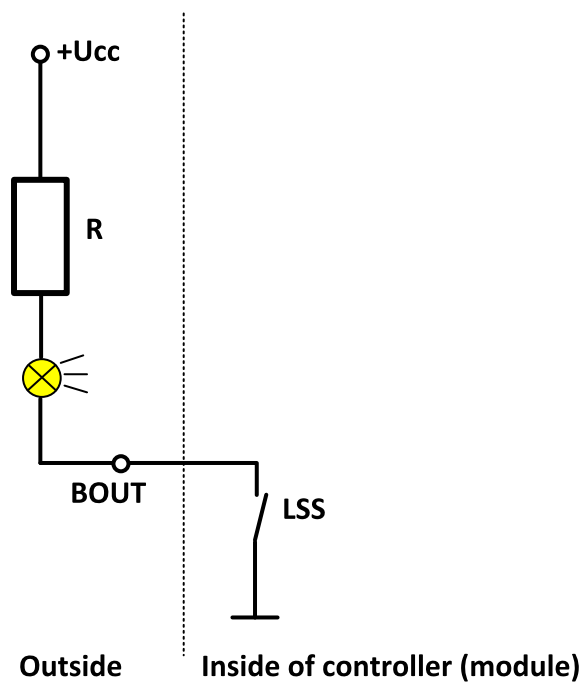 +Ucc
R
BOUT
LSS
Outside
Inside of controller (module)